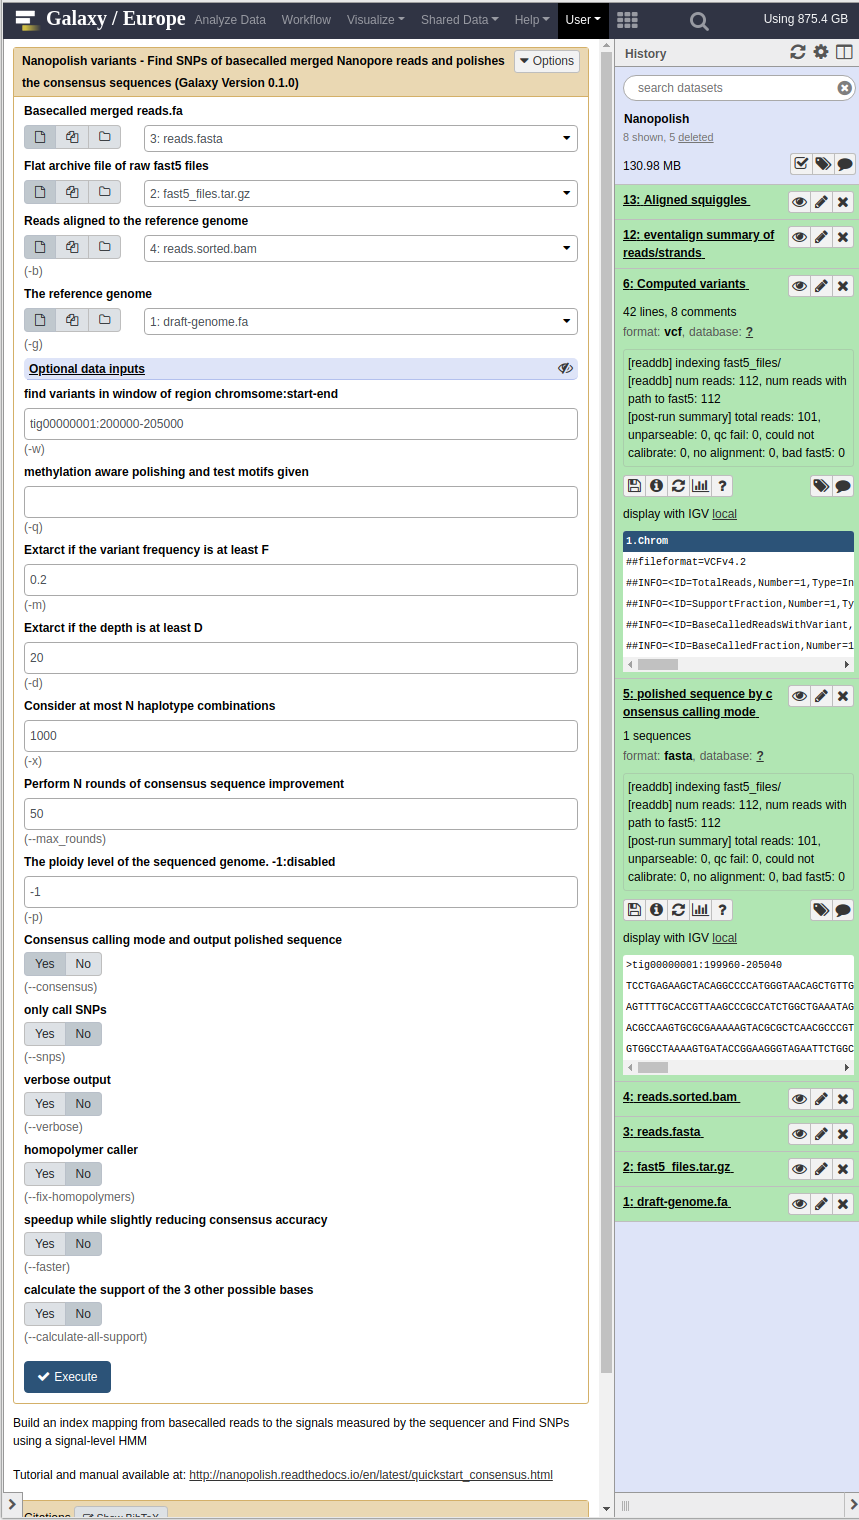 Galaxy / Europe Analyze Data Workflow Visualize Shared Data Help User Using 875.4 GB
Nanopolish variants - Find SNPs of basecalled merged Nanopore reads and polishes
the consensus sequences (Galaxy Version 0.1.0)
Options
Basecalled merged reads.fa
3: reads.fasta
Flat archive file of raw fast5 files
2: fast5_files.tar.gz
Reads aligned to the reference genome
4: reads.sorted.bam
(-b)
The reference genome
1: draft-genome.fa
(-g)
Optional data inputs
find variants in window of region chromsome:start-end
tig00000001:200000-205000
(-w)
methylation aware polishing and test motifs given
(-q)
Extarct if the variant frequency is at least F
0.2
(-m)
Extarct if the depth is at least D
20
(-d)
Consider at most N haplotype combinations
1000
(-x)
Perform N rounds of consensus sequence improvement
50
(--max_rounds)
The ploidy level of the sequenced genome. -1:disabled
-1
(-p)
Consensus calling mode and output polished sequence
Yes No
(--consensus)
only call SNPs
Yes No
(--snps)
verbose output
Yes No
(--verbose)
homopolymer caller
Yes No
(--fix-homopolymers)
speedup while slightly reducing consensus accuracy
Yes No
(--faster)
calculate the support of the 3 other possible bases
Yes No
(--calculate-all-support)
Execute
Build an index mapping from basecalled reads to the signals measured by the sequencer and Find SNPs
using a signal-level HMM
Tutorial and manual available at: http://nanopolish.readthedocs.io/en/latest/quickstart_consensus.html
Citations Show BibTeX
History
search datasets
Nanopolish
8 shown, 5 deleted
130.98 MB
13: Aligned squiggles
12: eventalign summary of
reads/strands
6: Computed variants
42 lines, 8 comments
format: vcf, database: ?
[readdb] indexing fast5_files/
[readdb] num reads: 112, num reads with
path to fast5: 112
[post-run summary] total reads: 101,
unparseable: 0, qc fail: 0, could not
calibrate: 0, no alignment: 0, bad fast5: 0
display with IGV local
1.Chrom
##fileformat=VCFv4.2
##INFO=<ID=TotalReads,Number=1,Type=In
##INFO=<ID=SupportFraction,Number=1,Ty
##INFO=<ID=BaseCalledReadsWithVariant,
##INFO=<ID=BaseCalledFraction,Number=1
5: polished sequence by c
onsensus calling mode
1 sequences
format: fasta, database: ?
[readdb] indexing fast5_files/
[readdb] num reads: 112, num reads with
path to fast5: 112
[post-run summary] total reads: 101,
unparseable: 0, qc fail: 0, could not
calibrate: 0, no alignment: 0, bad fast5: 0
display with IGV local
>tig00000001:199960-205040
TCCTGAGAAGCTACAGGCCCCATGGGTAACAGCTGTTG
AGTTTTGCACCGTTAAGCCCGCCATCTGGCTGAAATAG
ACGCCAAGTGCGCGAAAAAGTACGCGCTCAACGCCCGT
GTGGCCTAAAAGTGATACCGGAAGGGTAGAATTCTGGC
4: reads.sorted.bam
3: reads.fasta
2: fast5_files.tar.gz
1: draft-genome.fa